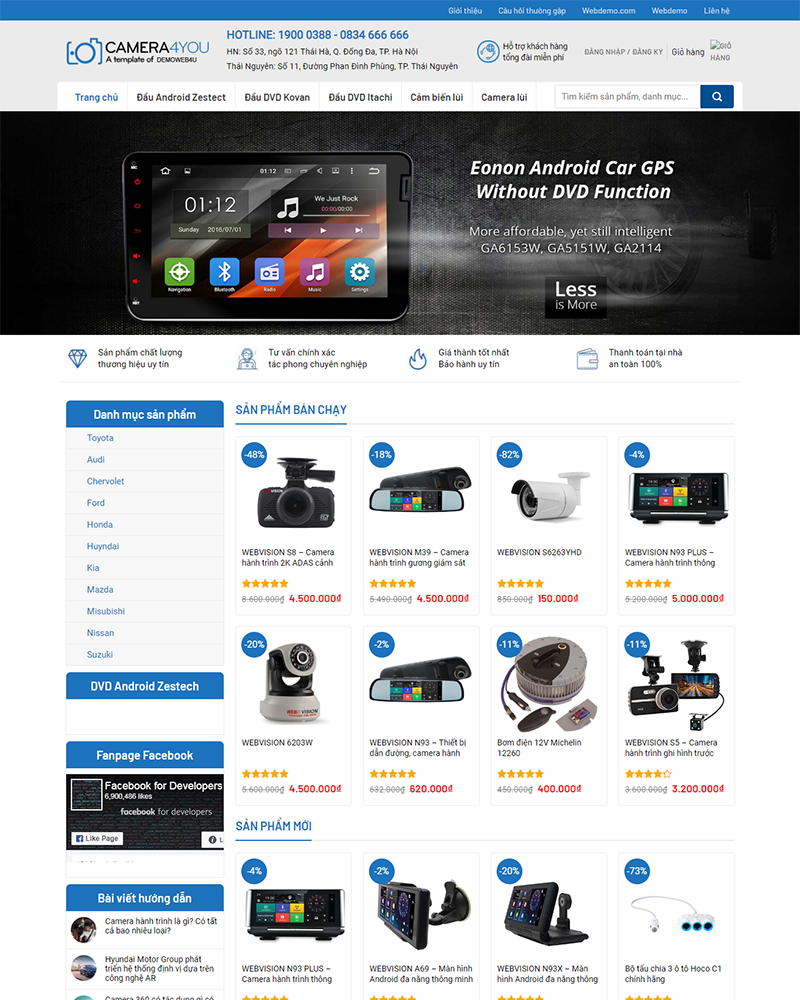 Giới thiệu
Câu hỏi thường gặp
Webdemo.com
Webdemo
Liên hệ
CAMERA4YOU
A template of DEMOWEB4U
HOTLINE: 1900 0388 - 0834 666 666
HN: Số 33, ngõ 121 Thái Hà, Q. Đống Đa, TP. Hà Nội
Thái Nguyên: Số 11, Đường Phan Đình Phùng, TP. Thái Nguyên
Hỗ trợ khách hàng
tổng đài miễn phí
ĐĂNG NHẬP / ĐĂNG KÝ
Giỏ hàng
GIỎ
HÀNG
Trang chủ
Đầu Android Zestect
Đầu DVD Kovan
Đầu DVD Itachi
Cảm biến lùi
Camera lùi
Tìm kiếm sản phẩm, danh mục...
01:12
01:12
Sunday 2016/07/01
We Just Rock
00:00/00:00
Navigation
Bluetooth
Radio
Music
Settings
Eonon Android Car GPS
Without DVD Function
More affordable, yet still intelligent
GA6153W, GA5151W, GA2114
Less
is More
Sản phẩm chất lượng
thương hiệu uy tín
Tư vấn chính xác
tác phong chuyên nghiệp
Giá thành tốt nhất
Bảo hành uy tín
Thanh toán tại nhà
an toàn 100%
Danh mục sản phẩm
Toyota
Audi
Chervolet
Ford
Honda
Huyndai
Kia
Mazda
Misubishi
Nissan
Suzuki
DVD Android Zestech
Fanpage Facebook
Facebook for Developers
6,900,486 likes
facebook for developers
Like Page
Bài viết hướng dẫn
Camera hành trình là gì? Có tất
cả bao nhiêu loại?
Hyundai Motor Group phát
triển hệ thống định vị dựa trên
công nghệ AR
Camera 360 có tác dụng gì có
SẢN PHẨM BÁN CHẠY
-48%
WEBVISION S8 – Camera
hành trình 2K ADAS cảnh
8.600.000₫ 4.500.000₫
-18%
WEBVISION M39 – Camera
hành trình gương giám sát
5.490.000₫ 4.500.000₫
-82%
WEBVISION S6263YHD
850.000₫ 150.000₫
-4%
WEBVISION N93 PLUS –
Camera hành trình thông
5.200.000₫ 5.000.000₫
-20%
WEBVISION 6203W
5.600.000₫ 4.500.000₫
-2%
WEBVISION N93 – Thiết bị
dẫn đường, camera hành
632.000₫ 620.000₫
-11%
Bơm điện 12V Michelin
12260
450.000₫ 400.000₫
-11%
WEBVISION S5 – Camera
hành trình ghi hình trước
3.600.000₫ 3.200.000₫
SẢN PHẨM MỚI
-4%
WEBVISION N93 PLUS –
Camera hành trình thông
-2%
WEBVISION A69 – Màn hình
Android đa năng thông minh
-20%
WEBVISION N93X – Màn
hình Android đa năng thông
-73%
Bộ tẩu chia 3 ô tô Hoco C1
chính hãng